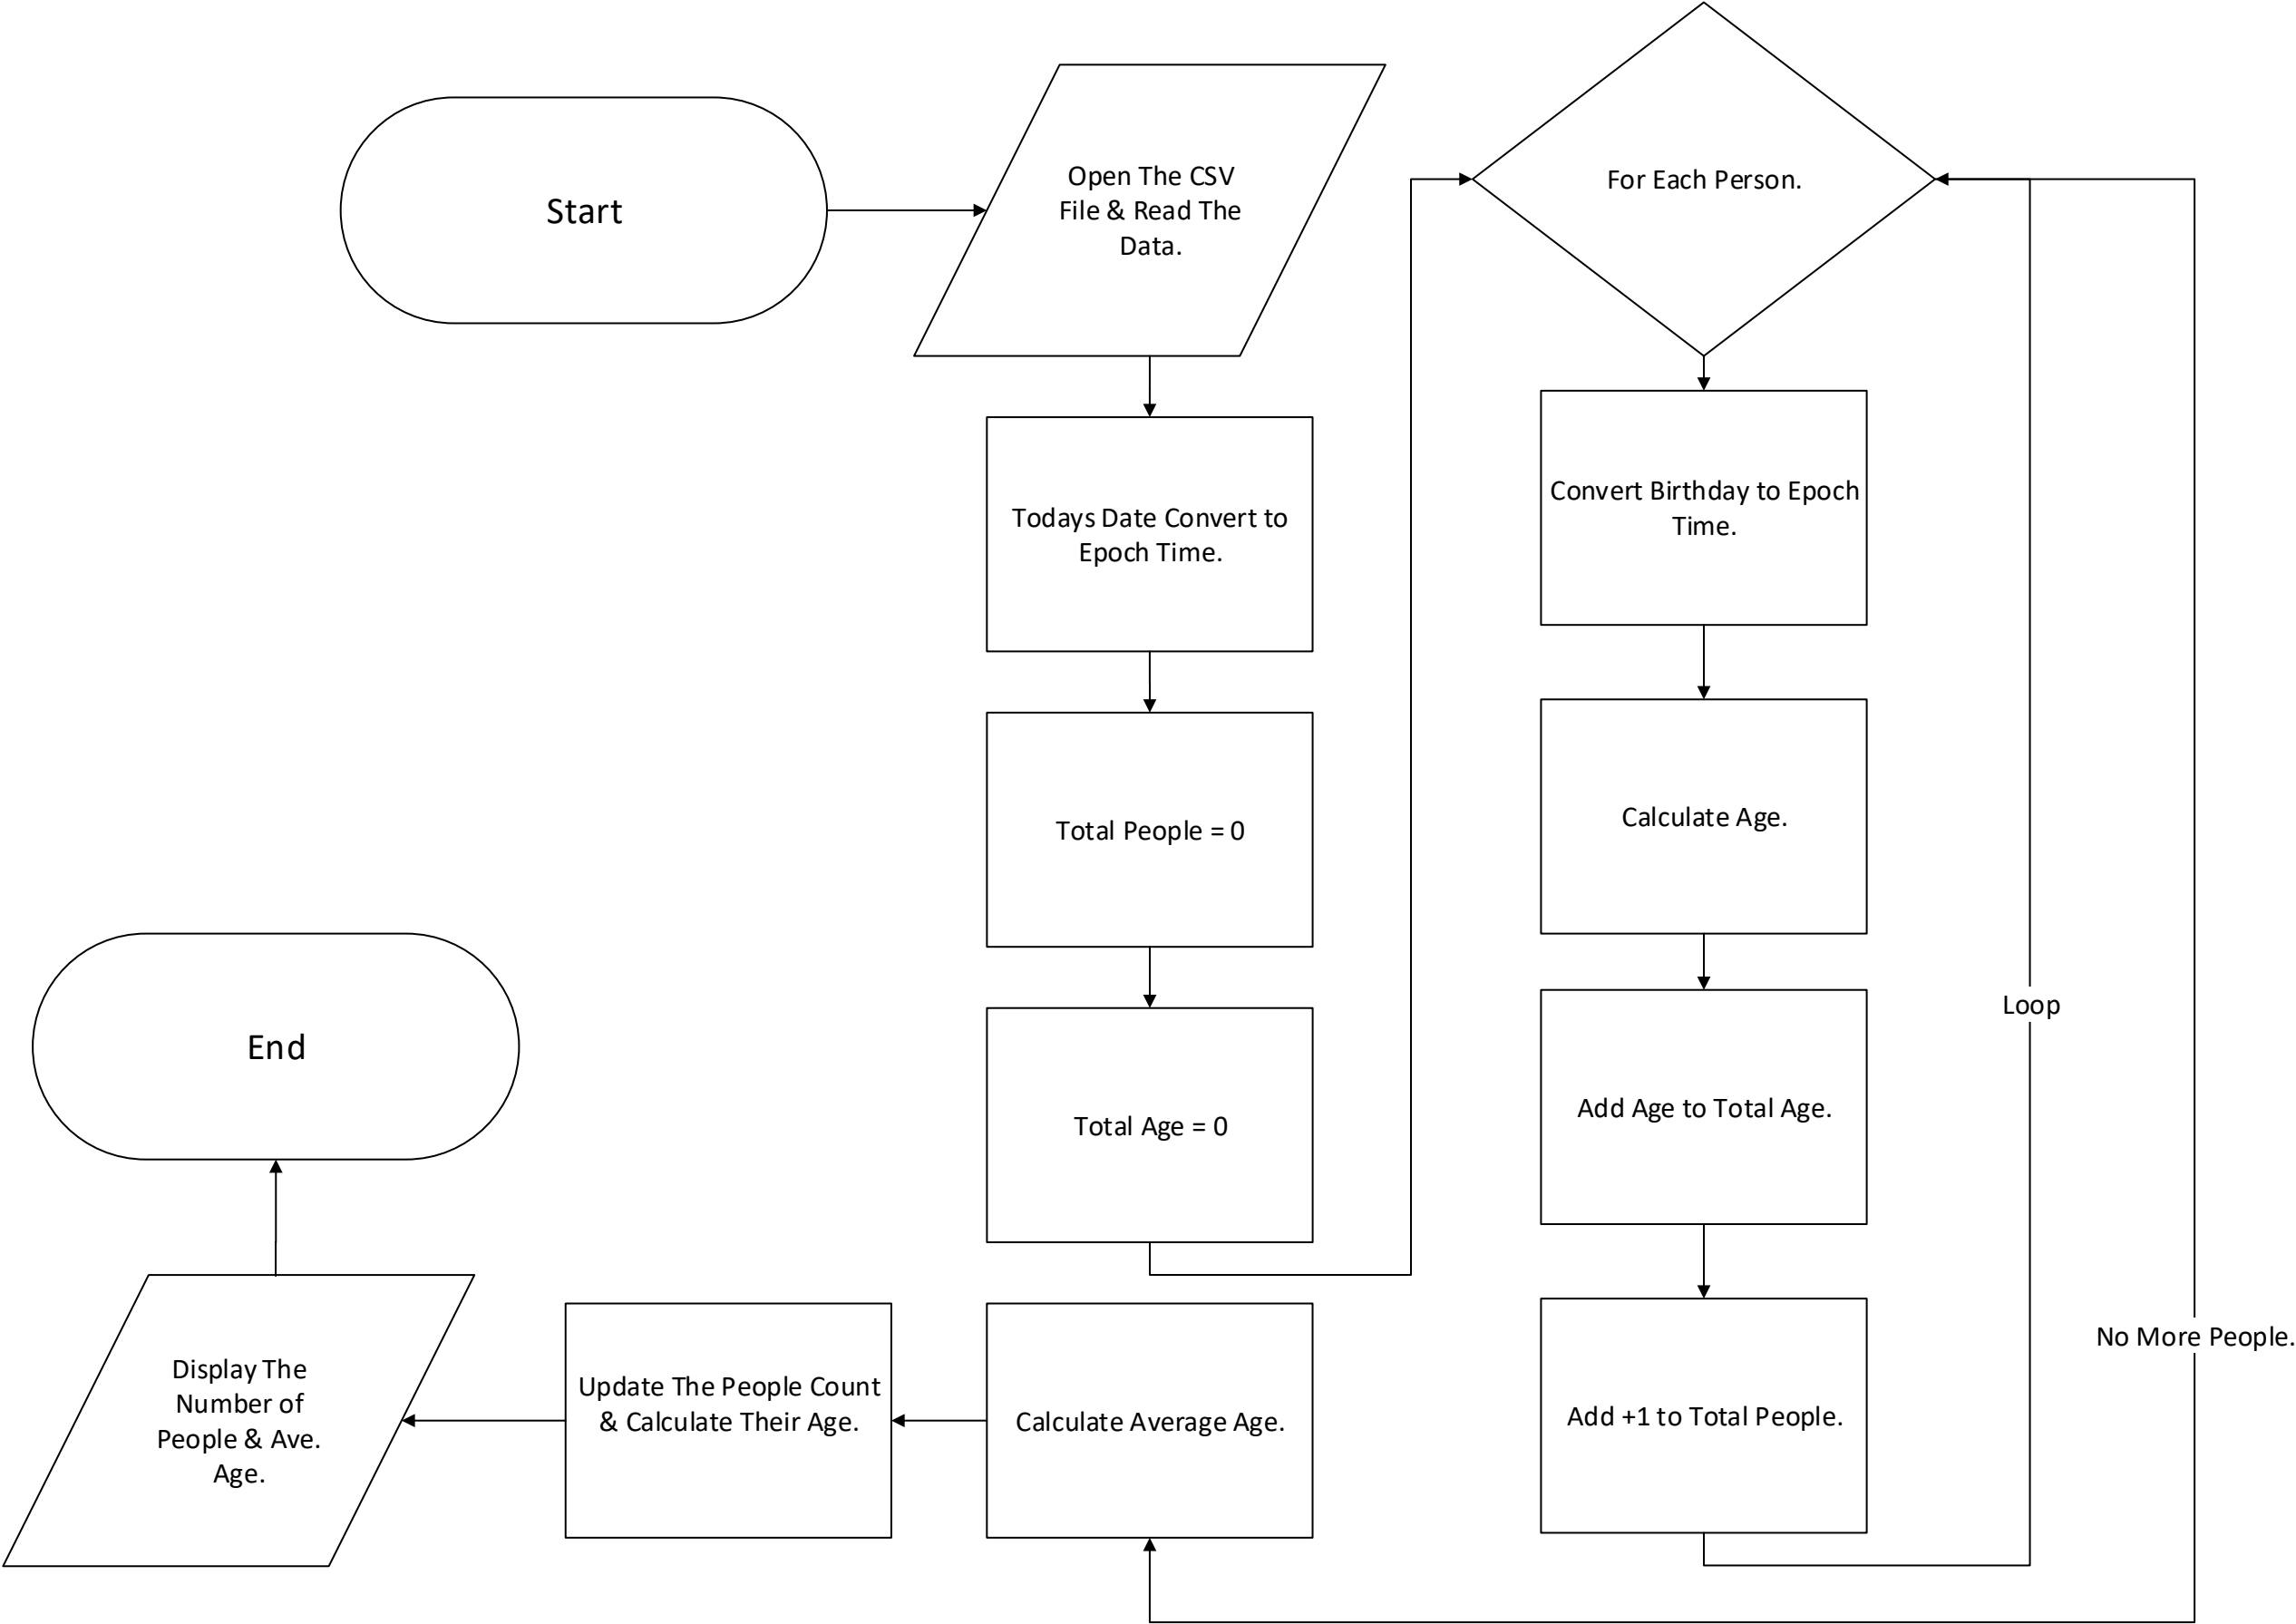 Start
Open The CSV
File & Read The
Data.
Todays Date Convert to
Epoch Time.
Total People = 0
Total Age = 0
For Each Person.
Convert Birthday to Epoch
Time.
Calculate Age.
Add Age to Total Age.
Add +1 to Total People.
Loop
No More People.
Calculate Average Age.
Update The People Count
& Calculate Their Age.
Display The
Number of
People & Ave.
Age.
End